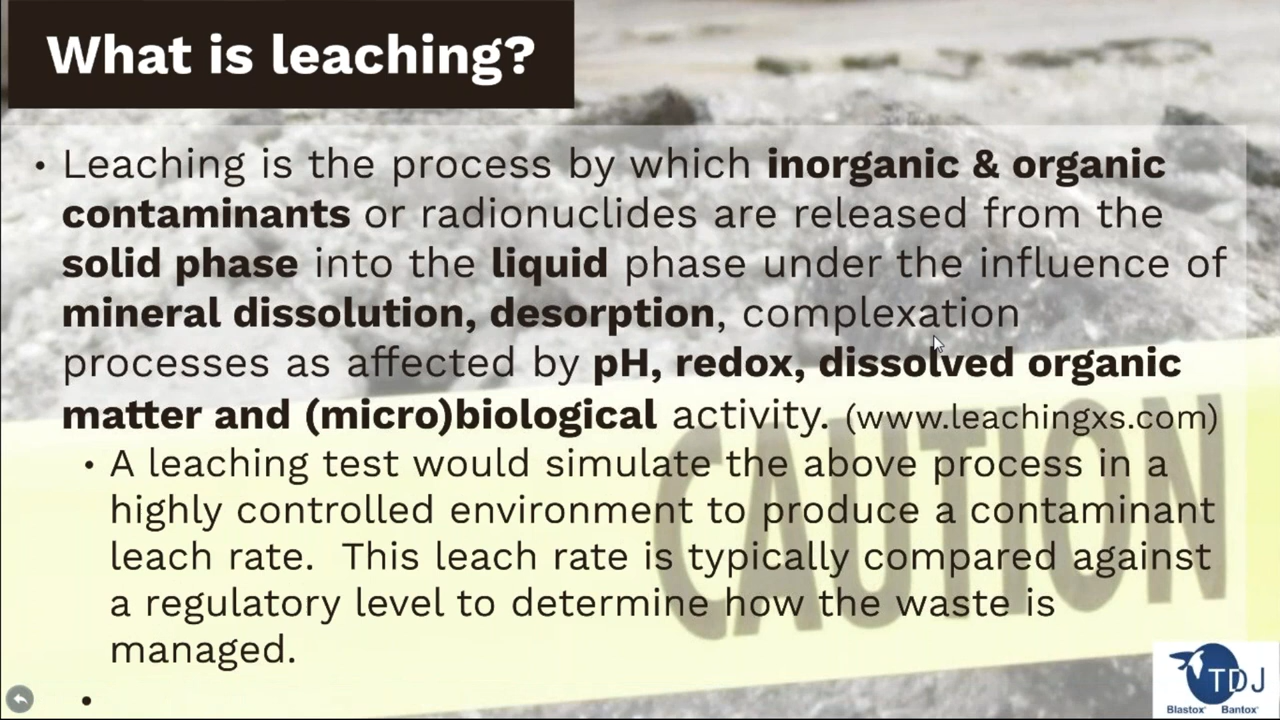 What is leaching?
• Leaching is the process by which inorganic & organic
contaminants or radionuclides are released from the
solid phase into the liquid phase under the influence of
mineral dissolution, desorption, complexation
processes as affected by pH, redox, dissolved organic
matter and (micro)biological activity. (www.leachingxs.com)
• A leaching test would simulate the above process in a
highly controlled environment to produce a contaminant
leach rate. This leach rate is typically compared against
a regulatory level to determine how the waste is
managed.
•
CAUTION
TDJ
Blastox® Bantox®